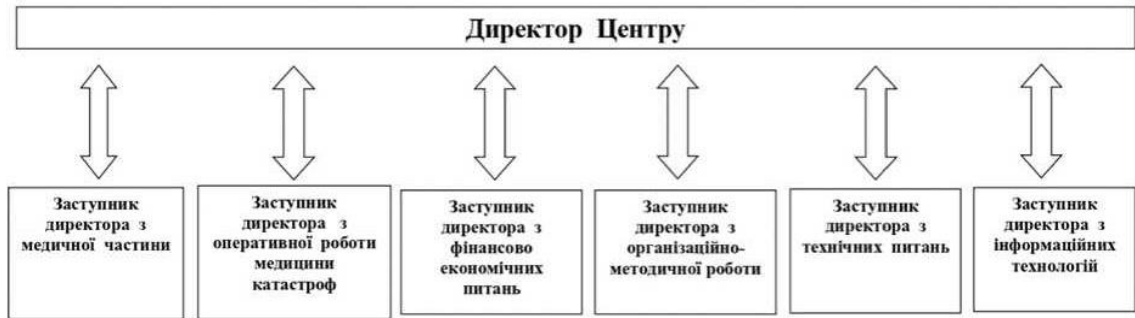 Директор Центру
Заступник
директора з
медичної частини
Заступник
директора з
оперативної роботи
медицини
катастроф
Заступник
директора з
фінансово
економічних
питань
Заступник
директора з
організаційно-
методичної роботи
Заступник
директора з
технічних питань
Заступник
директора з
інформаційних
технологій